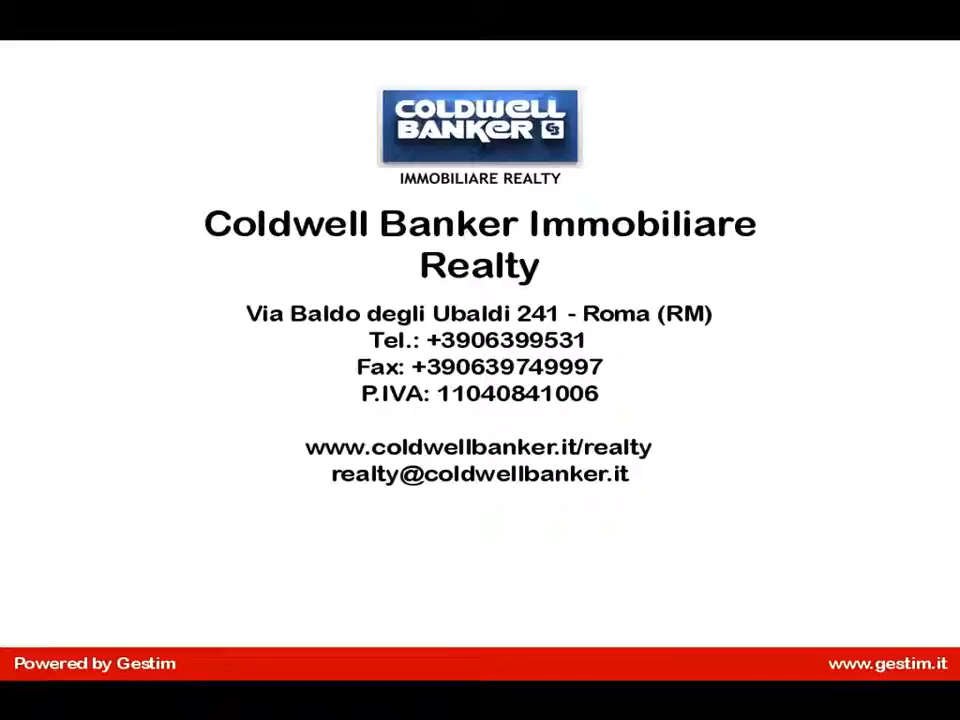 COLDWELL
BANKER CB
IMMOBILIARE REALTY
Coldwell Banker Immobiliare
Realty
Via Baldo degli Ubaldi 241 - Roma (RM)
Tel.: +3906399531
Fax: +390639749997
P.IVA: 11040841006
www.coldwellbanker.it/realty
realty@coldwellbanker.it
Powered by Gestim
www.gestim.it